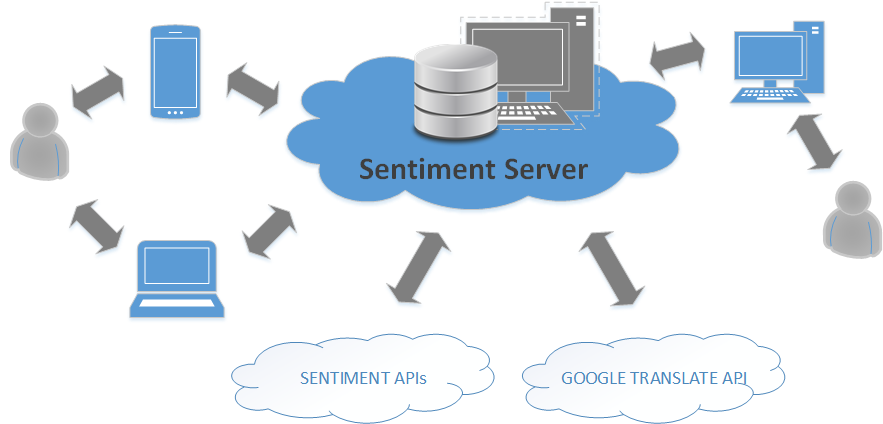 Sentiment Server
SENTIMENT APIs
GOOGLE TRANSLATE API